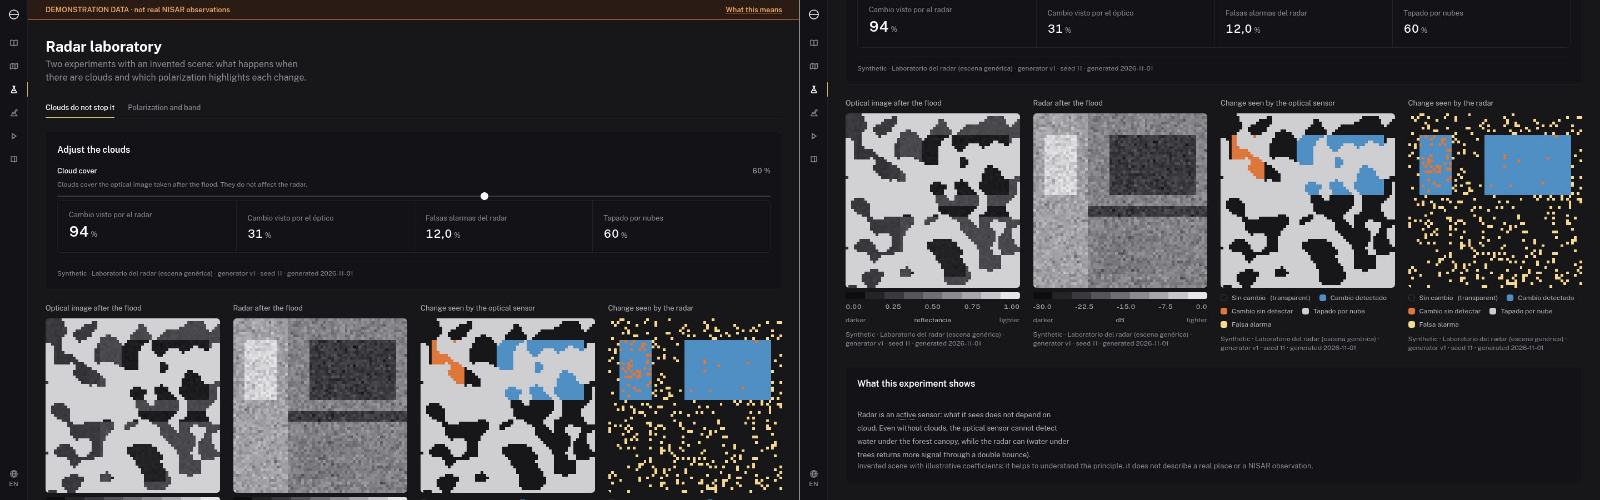 DEMONSTRATION DATA · not real NISAR observations
What this means
Radar laboratory
Two experiments with an invented scene: what happens when
there are clouds and which polarization highlights each change.
Clouds do not stop it
Polarization and band
Adjust the clouds
Cloud cover
60 %
Clouds cover the optical image taken after the flood. They do not affect the radar.
Cambio visto por el radar
94 %
Cambio visto por el óptico
31 %
Falsas alarmas del radar
12,0 %
Tapado por nubes
60 %
Synthetic · Laboratorio del radar (escena genérica) · generator v1 · seed 11 · generated 2026-11-01
Optical image after the flood
Radar after the flood
Change seen by the optical sensor
Change seen by the radar
EN
Cambio visto por el radar
94 %
Cambio visto por el óptico
31 %
Falsas alarmas del radar
12,0 %
Tapado por nubes
60 %
Synthetic · Laboratorio del radar (escena genérica) · generator v1 · seed 11 · generated 2026-11-01
Optical image after the flood
Radar after the flood
Change seen by the optical sensor
Change seen by the radar
0.00 0.25 0.50 0.75 1.00
darker reflectancia lighter
Synthetic · Laboratorio del radar (escena genérica) ·
generator v1 · seed 11 · generated 2026-11-01
-30.0 -22.5 -15.0 -7.5 0.0
darker dB lighter
Synthetic · Laboratorio del radar (escena genérica) ·
generator v1 · seed 11 · generated 2026-11-01
Sin cambio (transparent) Cambio detectado
Cambio sin detectar Tapado por nube
Falsa alarma
Synthetic · Laboratorio del radar (escena genérica) ·
generator v1 · seed 11 · generated 2026-11-01
Sin cambio (transparent) Cambio detectado
Cambio sin detectar Tapado por nube
Falsa alarma
Synthetic · Laboratorio del radar (escena genérica) ·
generator v1 · seed 11 · generated 2026-11-01
What this experiment shows
Radar is an active sensor: what it sees does not depend on
cloud. Even without clouds, the optical sensor cannot detect
water under the forest canopy, while the radar can (water under
trees returns more signal through a double bounce).
Invented scene with illustrative coefficients: it helps to understand the principle, it does not describe a real place or a NISAR observation.
EN